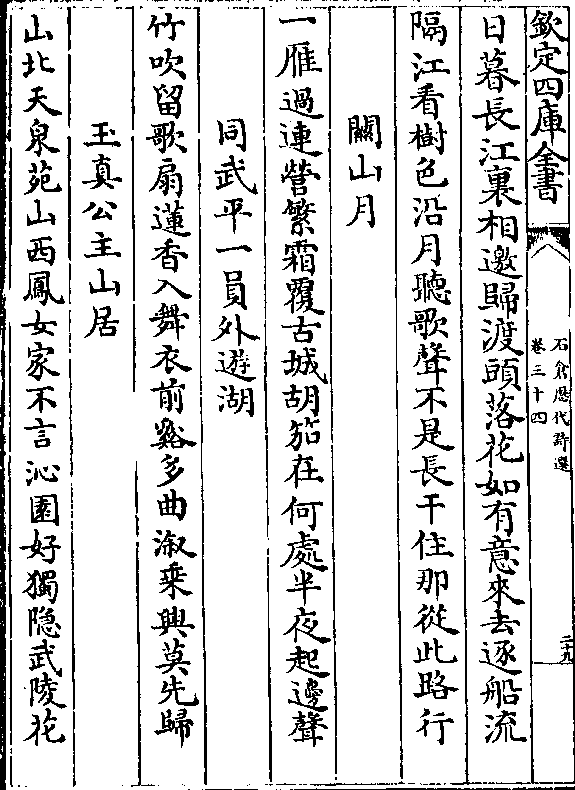 欽定四庫全書
石倉歷代詩選
卷三十四
二十九
日暮長江裏相邀歸渡頭落花如有意來去逐船流
隔江看樹色沿月聽歌聲不是長干住那從此路行
關山月
一雁過連營繁霜覆古城胡笳在何處半夜起邊聲
同武平一員外遊湖
竹吹留歌扇蓮香入舞衣前谿多曲溆乗興莫先歸
玉真公主山居
山北天泉苑山西鳳女家不言沁園好獨隐武陵花